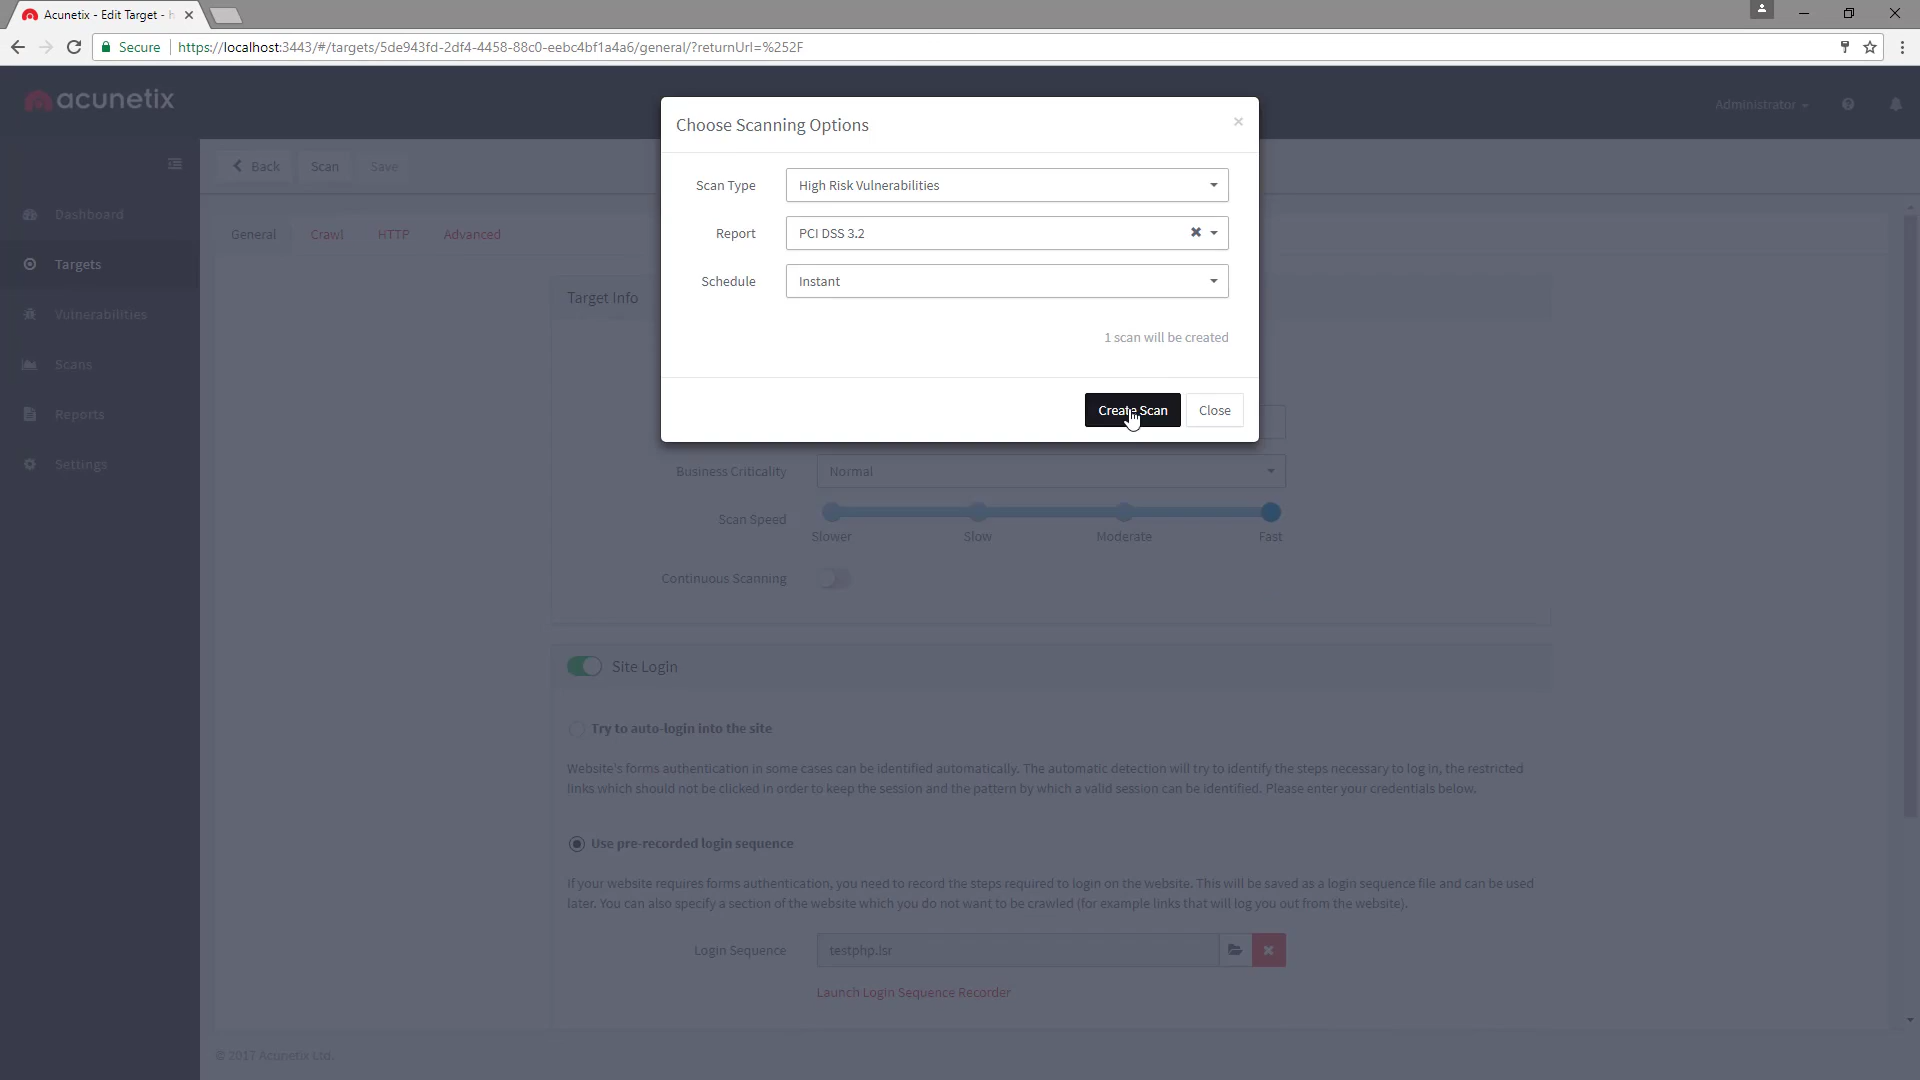 Acunetix - Edit Target - h
Secure
https://localhost:3443/#/targets/5de943fd-2df4-4458-88c0-eebc4bf1a4a6/general/?returnUrl=%252F
acunetix
Administrator
Choose Scanning Options
Scan Type
High Risk Vulnerabilities
Report
PCI DSS 3.2
Schedule
Instant
1 scan will be created
Create Scan
Close
Back
Scan
Save
Dashboard
Targets
Vulnerabilities
Scans
Reports
Settings
General
Crawl
HTTP
Advanced
Target Info
Business Criticality
Normal
Scan Speed
Slower
Slow
Moderate
Fast
Continuous Scanning
Site Login
Try to auto-login into the site
Website's forms authentication in some cases can be identified automatically. The automatic detection will try to identify the steps necessary to log in, the restricted
links which should not be clicked in order to keep the session and the pattern by which a valid session can be identified. Please enter your credentials below.
Use pre-recorded login sequence
If your website requires forms authentication, you need to record the steps required to login on the website. This will be saved as a login sequence file and can be used
later. You can also specify a section of the website which you do not want to be crawled (for example links that will log you out from the website).
Login Sequence
testphp.lsr
Launch Login Sequence Recorder
© 2017 Acunetix Ltd.